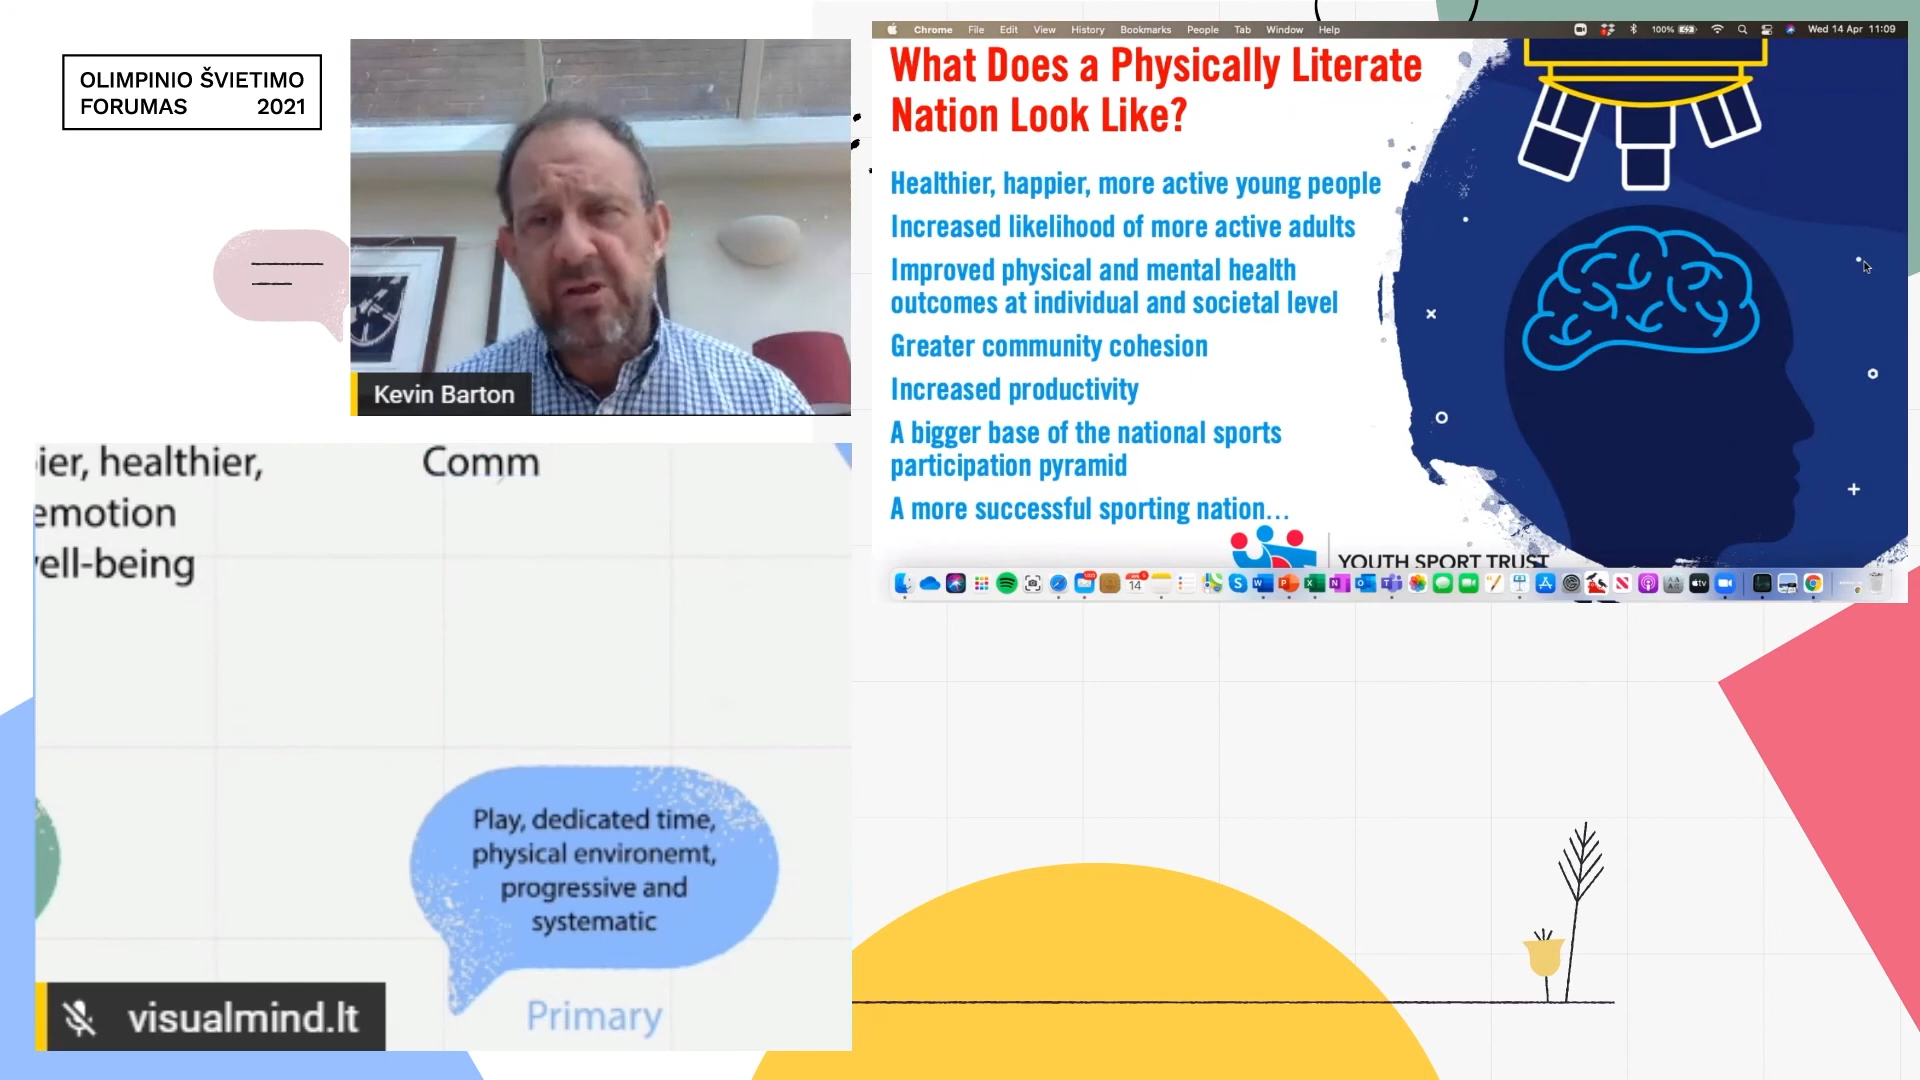 OLIMPINIO ŠVIETIMO
FORUMAS 2021
Kevin Barton
Chrome File Edit View History Bookmarks People Tab Window Help 100% Wed 14 Apr 11:09
What Does a Physically Literate
Nation Look Like?
Healthier, happier, more active young people
Increased likelihood of more active adults
Improved physical and mental health
outcomes at individual and societal level
Greater community cohesion
Increased productivity
A bigger base of the national sports
participation pyramid
A more successful sporting nation...
YOUTH SPORT TRUST
14
ier, healthier,
emotion
ell-being
Comm
Play, dedicated time,
physical environemt,
progressive and
systematic
Primary
visualmind.lt